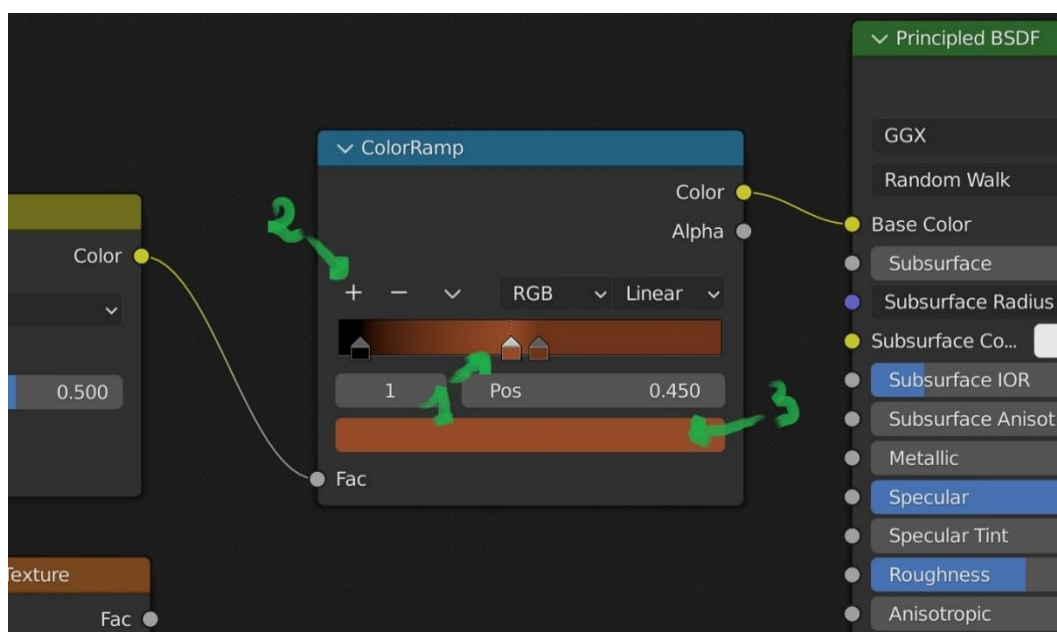 Principled BSDF
GGX
Random Walk
Base Color
Subsurface
Subsurface Radius
Subsurface Co...
Subsurface IOR
Subsurface Anisot
Metallic
Specular
Specular Tint
Roughness
Anisotropic
ColorRamp
Color
Alpha
2
+ −
RGB
Linear
1
Pos
0.450
1
3
Fac
Color
0.500
Texture
Fac